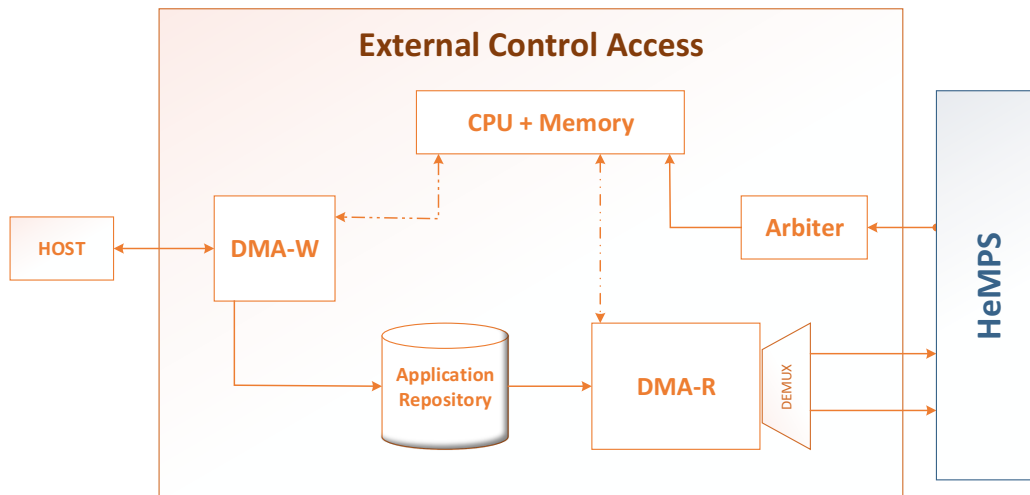 External Control Access
CPU + Memory
HOST
DMA-W
Arbiter
HeMPS
Application
Repository
DMA-R
DEMUX